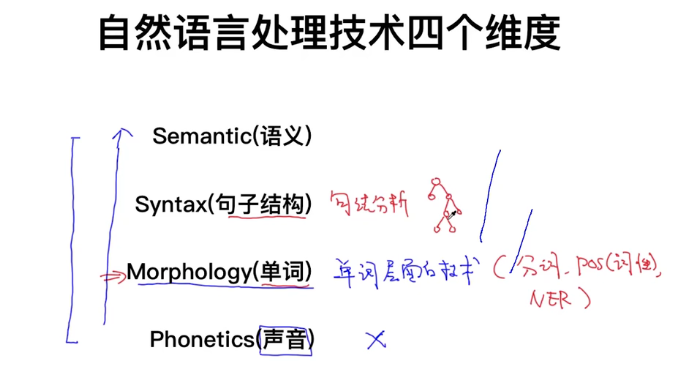 自然语言处理技术四个维度
Semantic(语义)
Syntax(句子结构) 句法分析
Morphology(单词) 单词层面的技术 (分词、pos(词性),
NER)
Phonetics(声音) ×